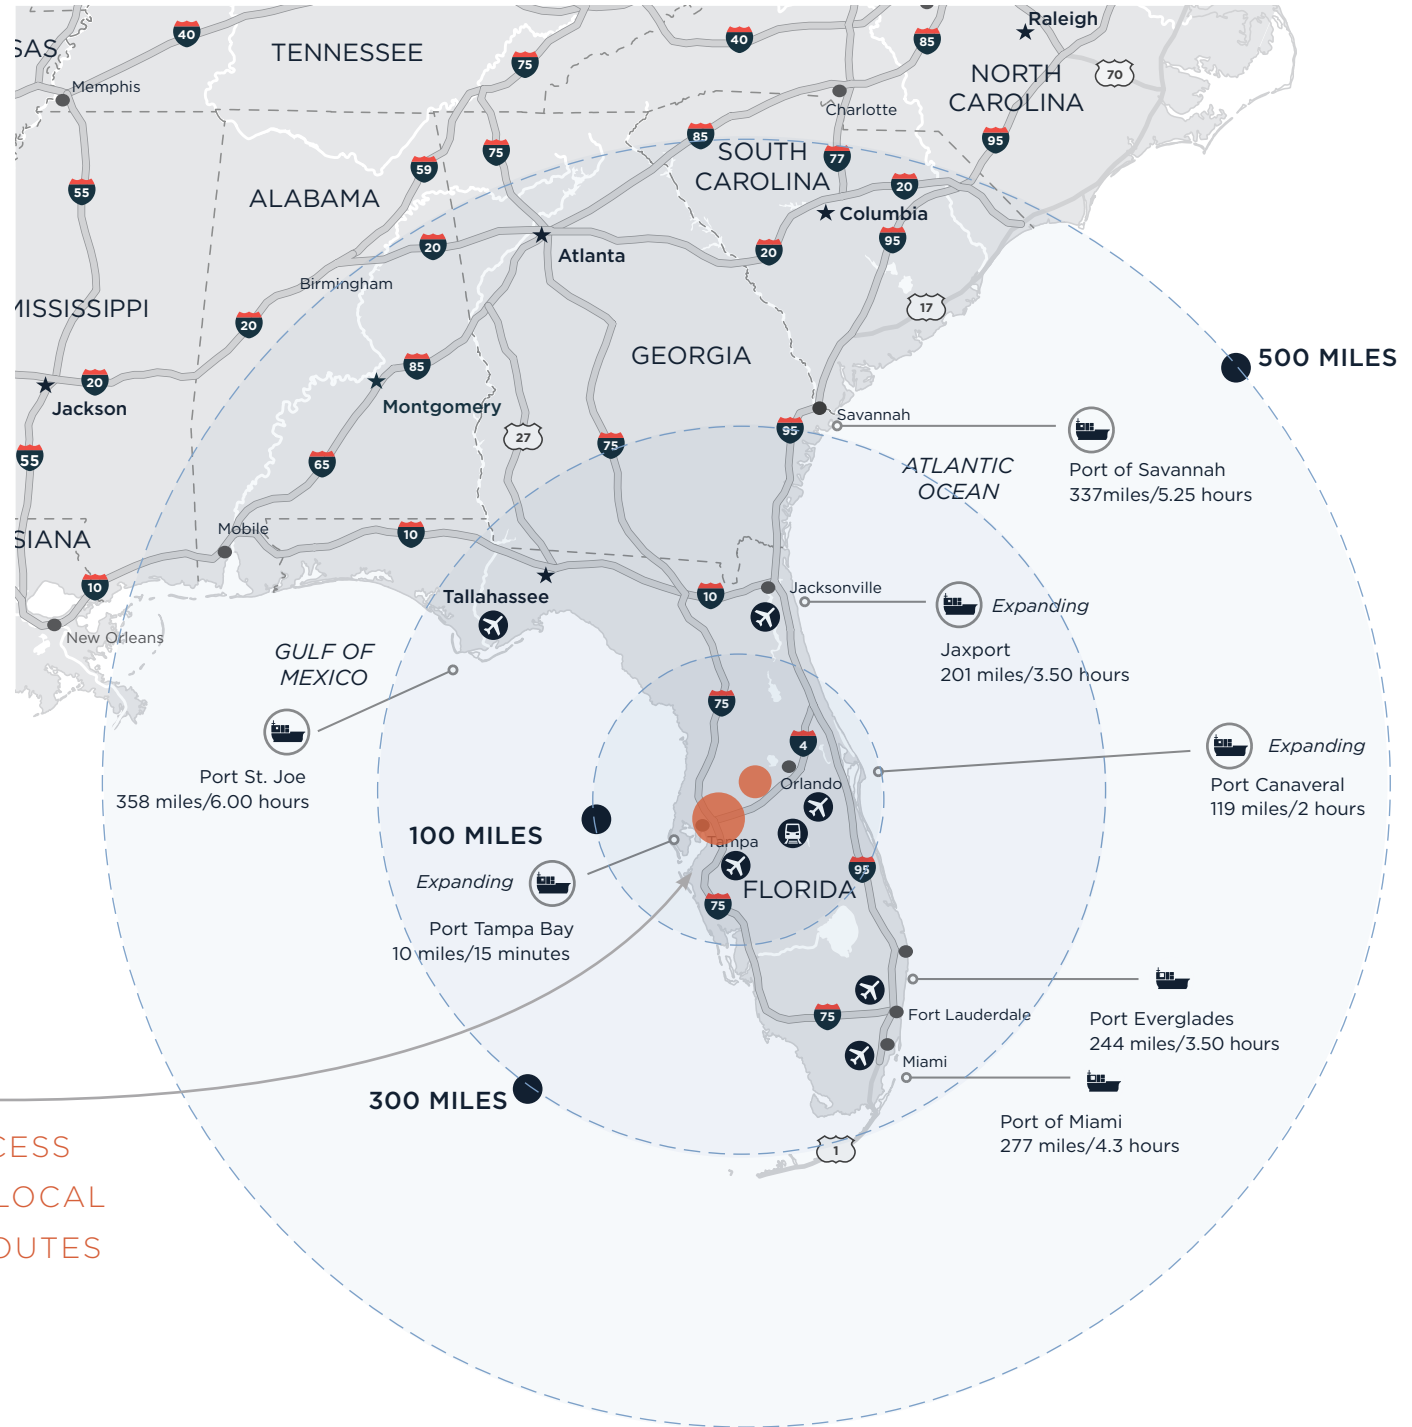 Raleigh
40
SAS
TENNESSEE
40
85
75
NORTH
CAROLINA
70
Memphis
Charlotte
85
95
59
75
SOUTH
CAROLINA
77
55
20
ALABAMA
Columbia
20
95
20
Atlanta
Birmingham
MISSISSIPPI
17
20
GEORGIA
500 MILES
85
20
Jackson
Montgomery
Savannah
95
27
75
55
65
ATLANTIC
OCEAN
Port of Savannah
337miles/5.25 hours
SIANA
Mobile
10
10
Tallahassee
10
Jacksonville
Expanding
New Orleans
GULF OF
MEXICO
Jaxport
201 miles/3.50 hours
75
4
Expanding
Port St. Joe
358 miles/6.00 hours
Orlando
Port Canaveral
119 miles/2 hours
100 MILES
Tampa
Expanding
95
FLORIDA
75
Port Tampa Bay
10 miles/15 minutes
75
Fort Lauderdale
Port Everglades
244 miles/3.50 hours
Miami
300 MILES
Port of Miami
277 miles/4.3 hours
1
CESS
LOCAL
OUTES